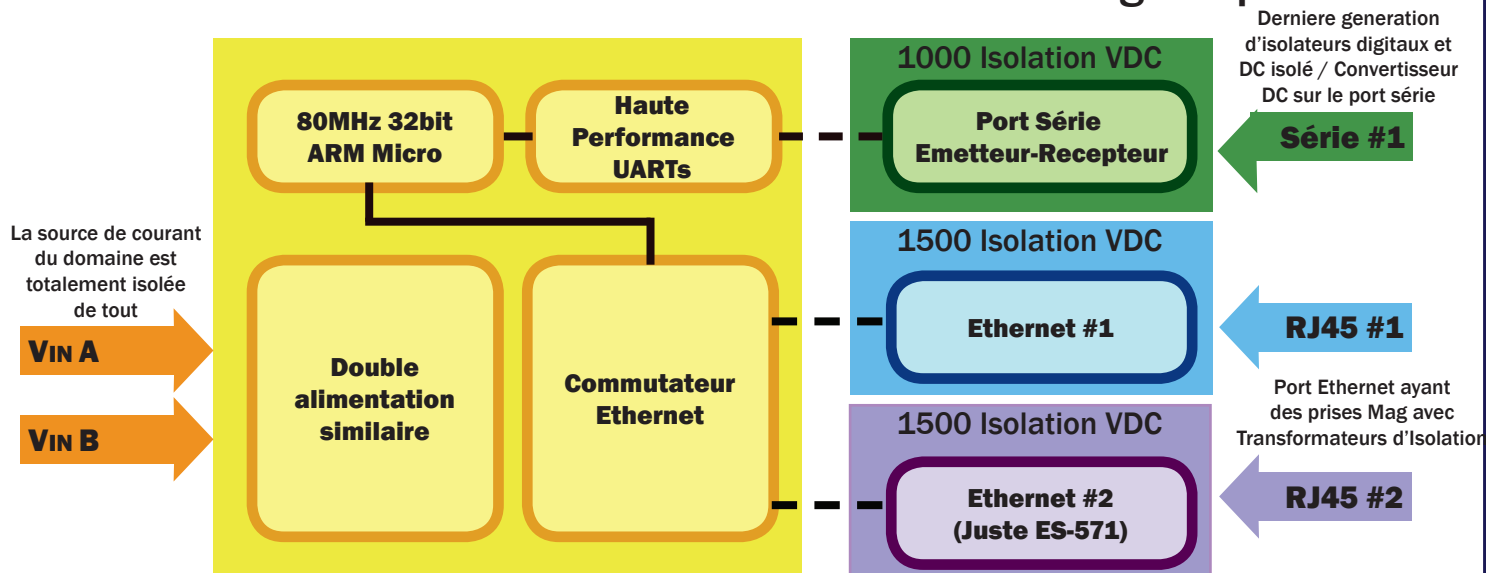 Derniere generation
d'isolateurs digitaux et
DC isolé / Convertisseur
DC sur le port série
1000 Isolation VDC
80MHz 32bit
ARM Micro
Haute
Performance
UARTs
Port Série
Emetteur-Recepteur
Série #1
La source de courant
du domaine est
totalement isolée
de tout
VIN A
VIN B
Double
alimentation
similaire
Commutateur
Ethernet
1500 Isolation VDC
Ethernet #1
RJ45 #1
Port Ethernet ayant
des prises Mag avec
Transformateurs d'Isolation
1500 Isolation VDC
Ethernet #2
(Juste ES-571)
RJ45 #2